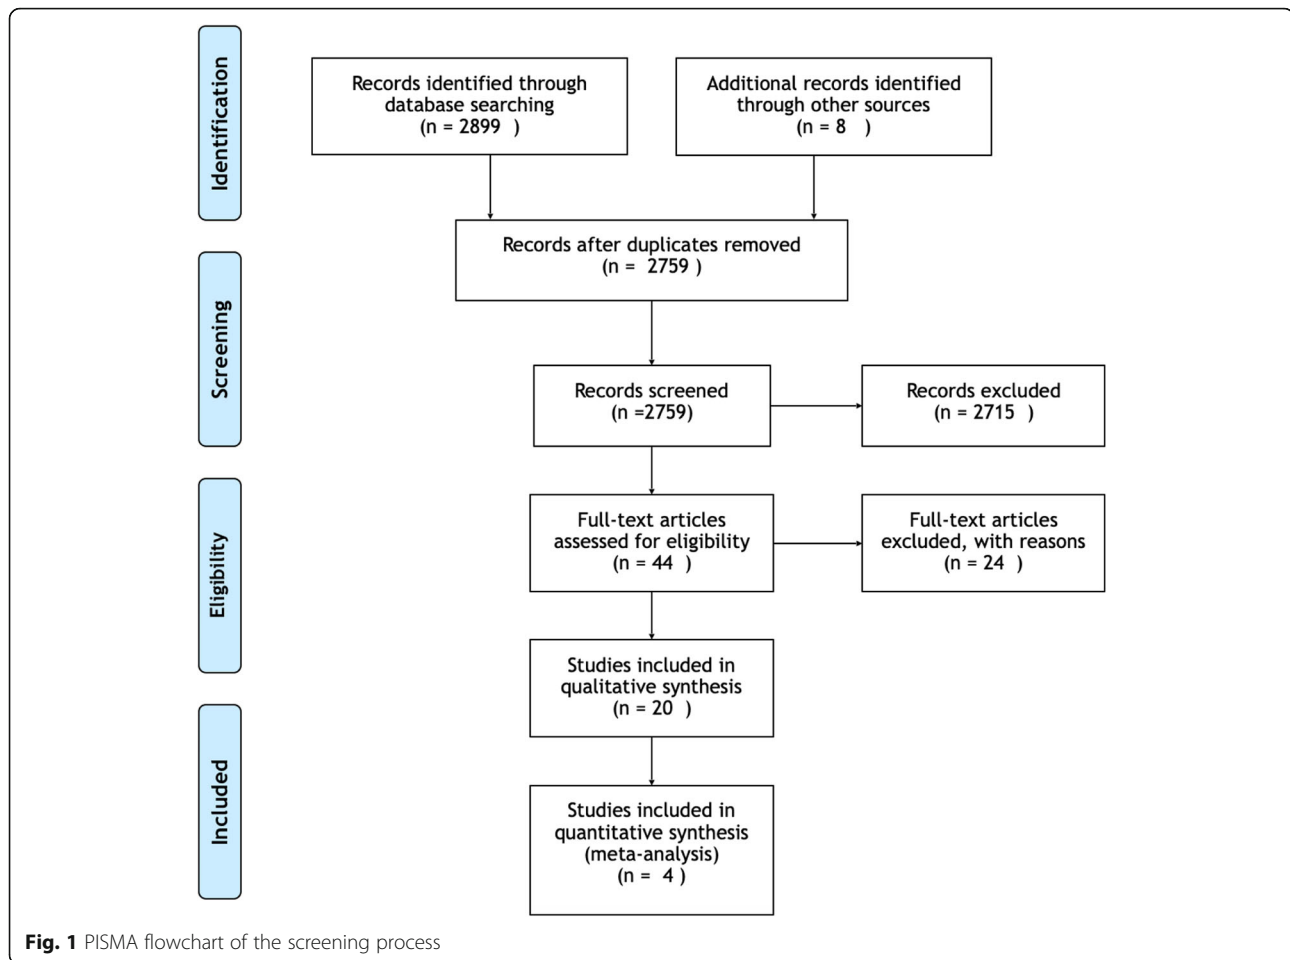 Identification
Records identified through
database searching
(n = 2899 )
Additional records identified
through other sources
(n = 8 )
Records after duplicates removed
(n = 2759 )
Screening
Records screened
(n =2759)
Records excluded
(n = 2715 )
Eligibility
Full-text articles
assessed for eligibility
(n = 44 )
Full-text articles
excluded, with reasons
(n = 24 )
Studies included in
qualitative synthesis
(n = 20 )
Included
Studies included in
quantitative synthesis
(meta-analysis)
(n = 4 )
Fig. 1 PISMA flowchart of the screening process